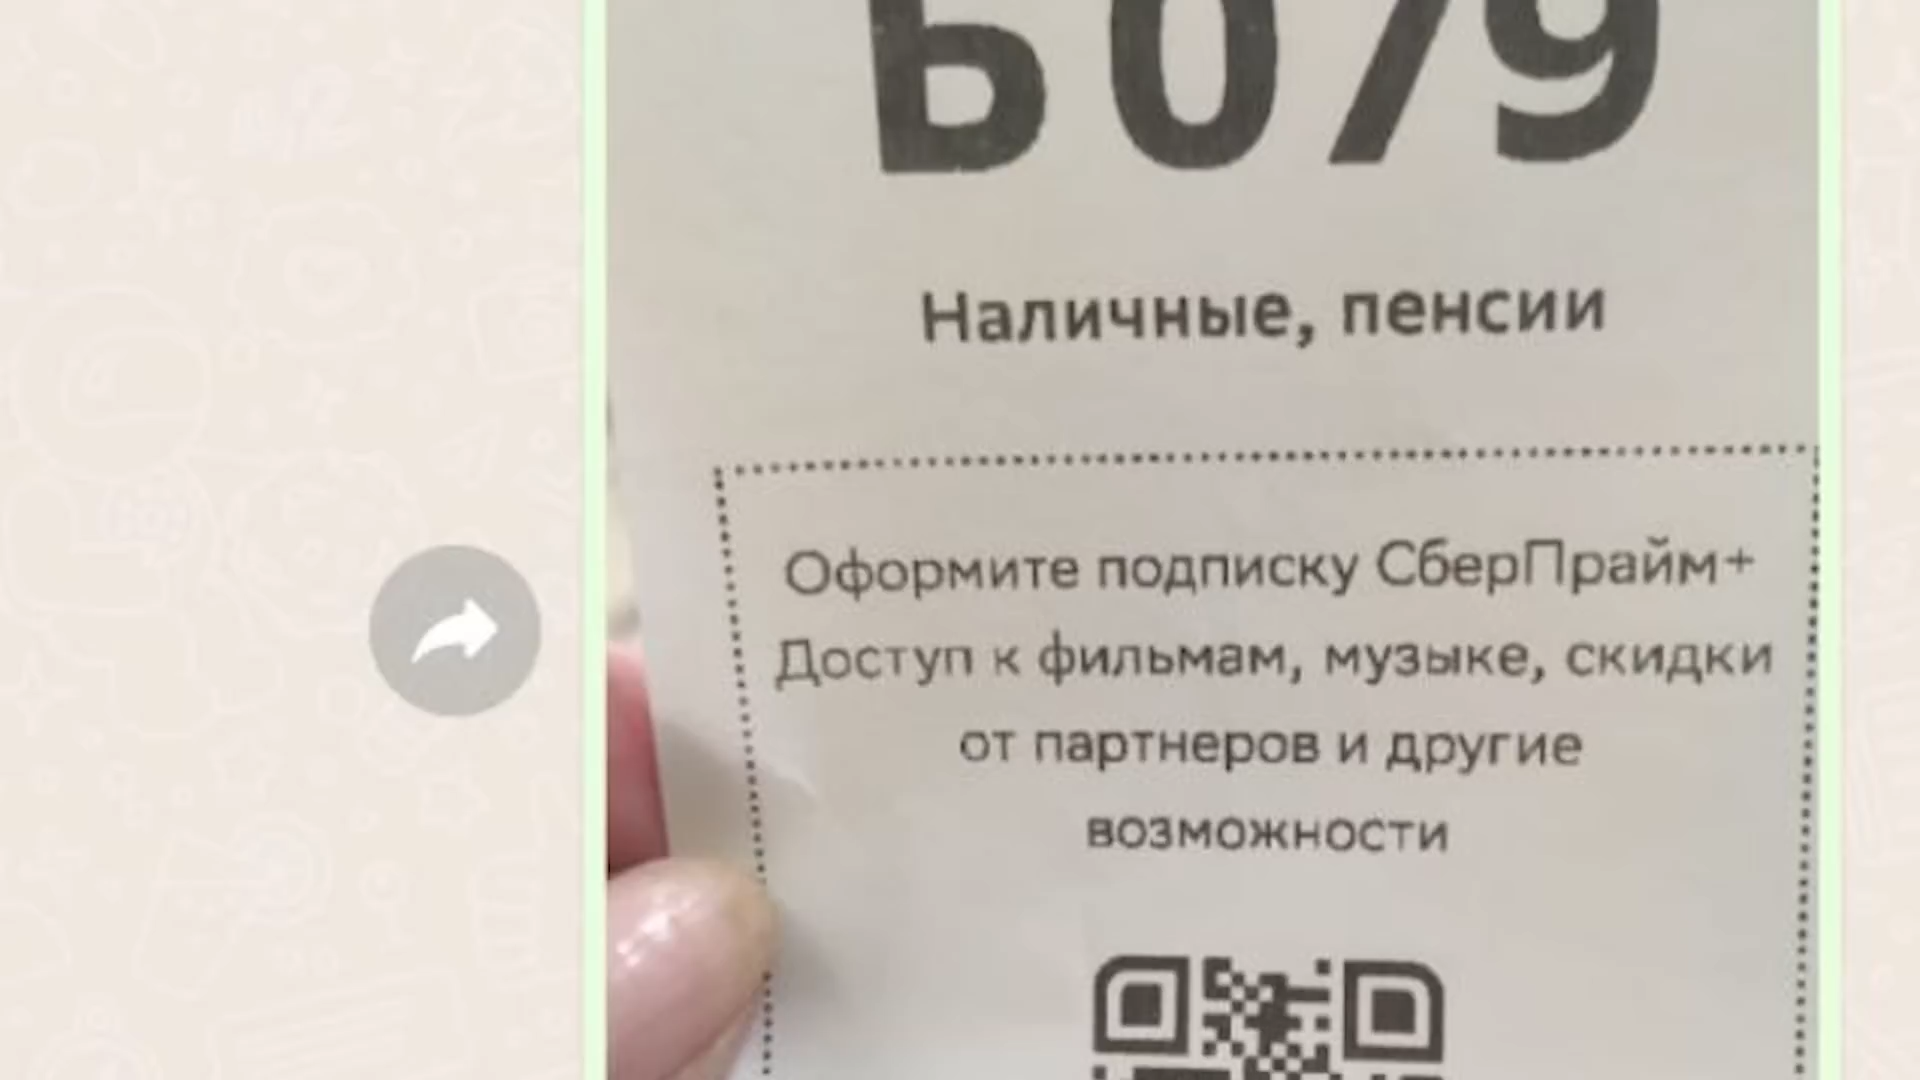 Б079
Наличные, пенсии
Оформите подписку СберПрайм+
Доступ к фильмам, музыке, скидки
от партнеров и другие
возможности